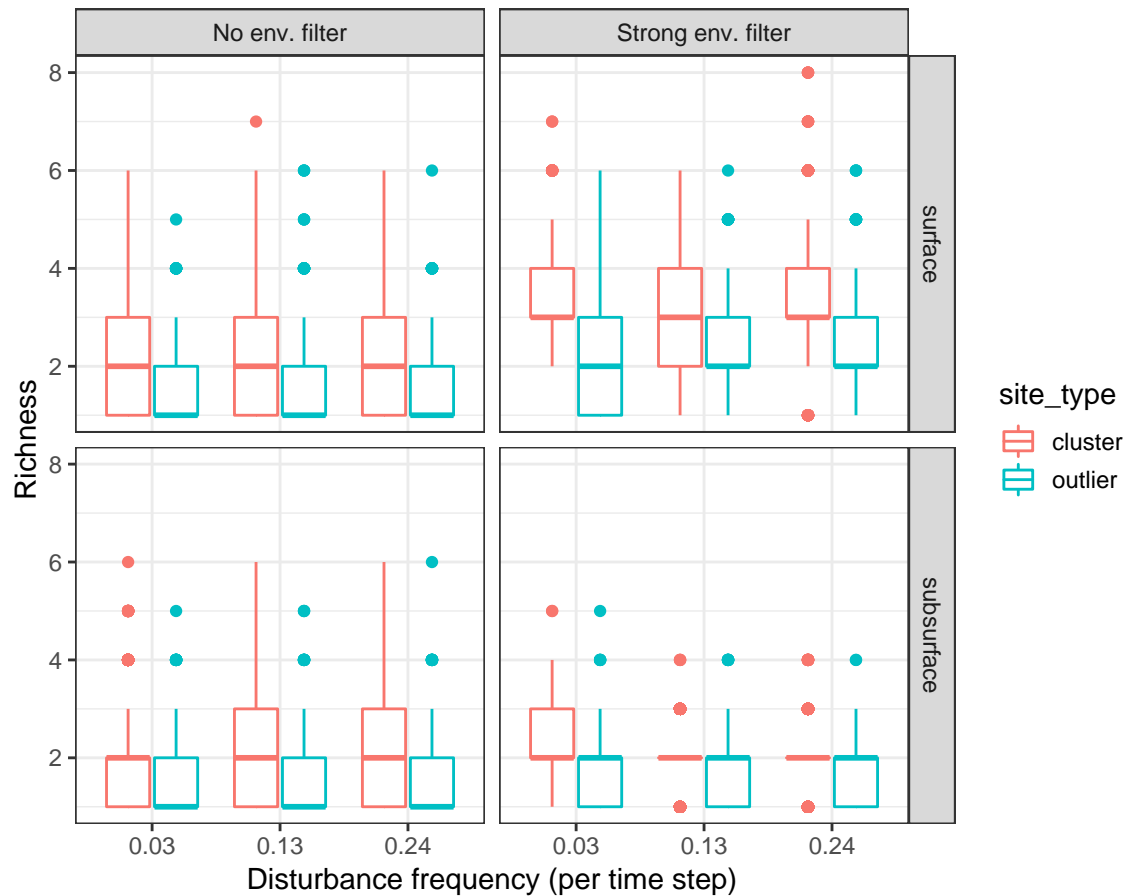 No env. filter
Strong env. filter
8
6
4
2
surface
8
6
4
2
subsurface
Richness
0.03
0.13
0.24
0.03
0.13
0.24
Disturbance frequency (per time step)
site_type
cluster
outlier